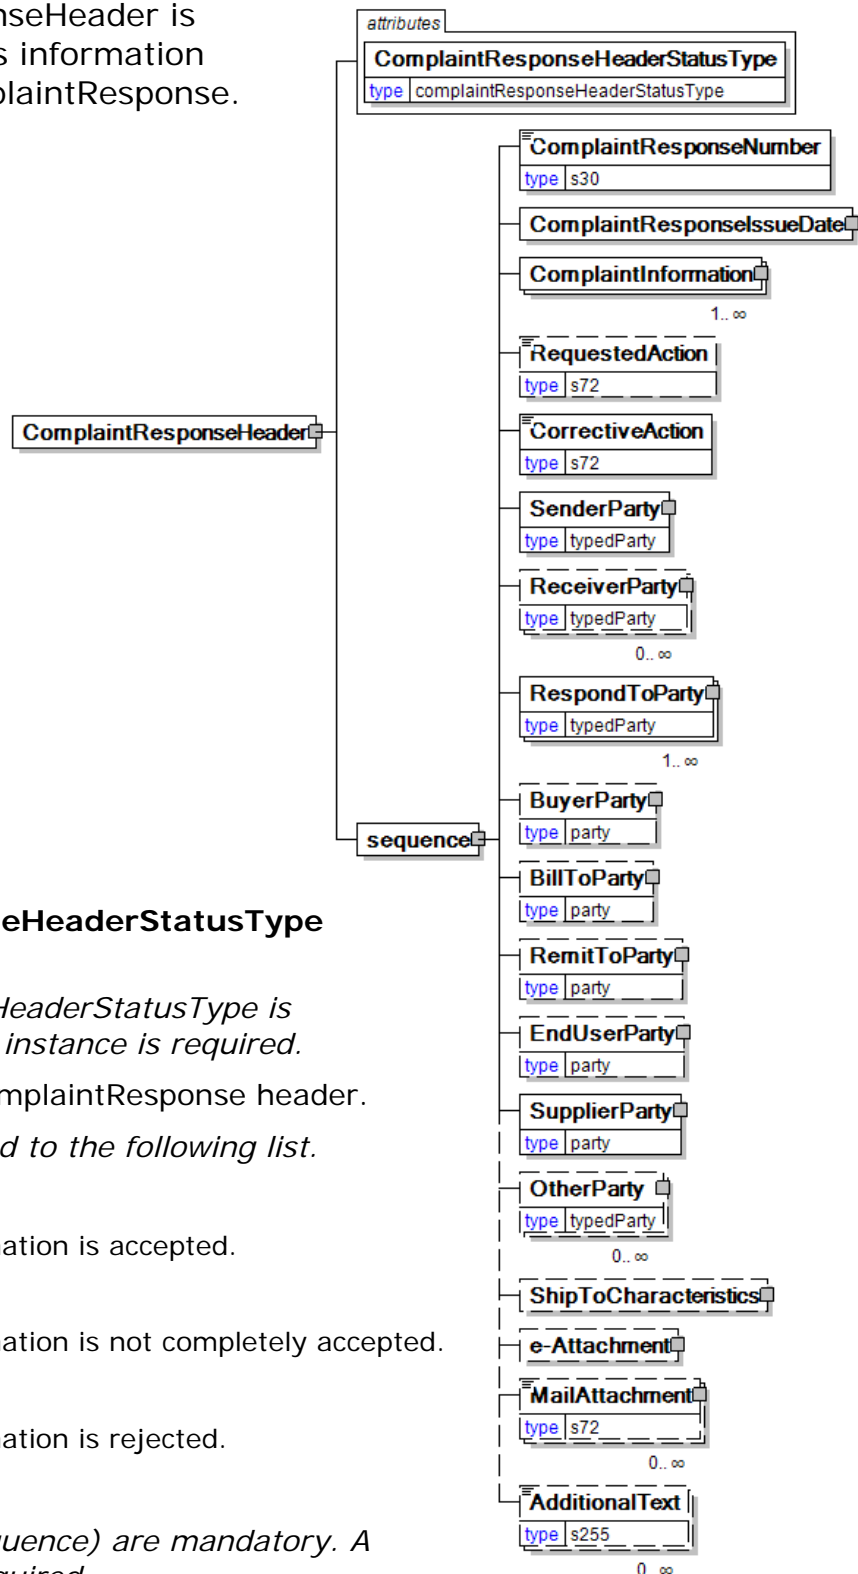 nseHeader is
s information
plaintResponse.
attributes
ComplaintResponseHeaderStatusType
type complaintResponseHeaderStatusType
ComplaintResponseNumber
type s30
ComplaintResponseIssueDate
ComplaintInformation
1..∞
RequestedAction
type s72
ComplaintResponseHeader
CorrectiveAction
type s72
SenderParty
type typedParty
ReceiverParty
type typedParty
0..∞
RespondToParty
type typedParty
1..∞
sequence
BuyerParty
type party
BillToParty
type party
RemitToParty
type party
EndUserParty
type party
SupplierParty
type party
OtherParty
type typedParty
0..∞
ShipToCharacteristics
e-Attachment
MailAttachment
type s72
0..∞
AdditionalText
type s255
0..∞
eHeaderStatusType
HeaderStatusType is
instance is required.
mplaintResponse header.
d to the following list.
ation is accepted.
ation is not completely accepted.
ation is rejected.
quence) are mandatory. A
quired